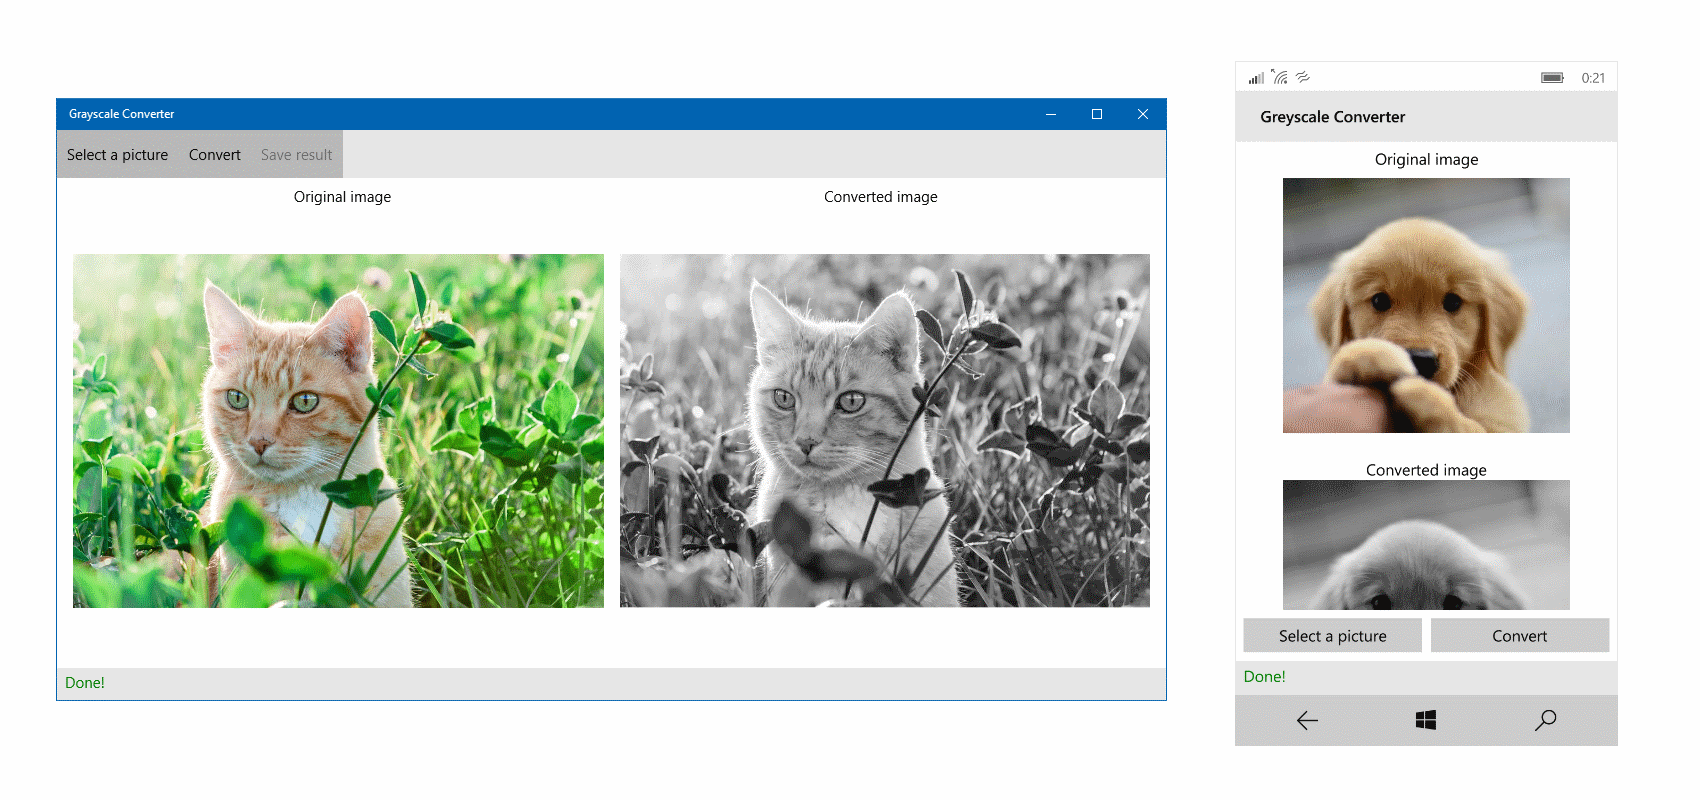 Grayscale Converter
Select a picture Convert Save result
Original image Converted image
Done!
0:21
Greyscale Converter
Original image
Converted image
Select a picture Convert
Done!